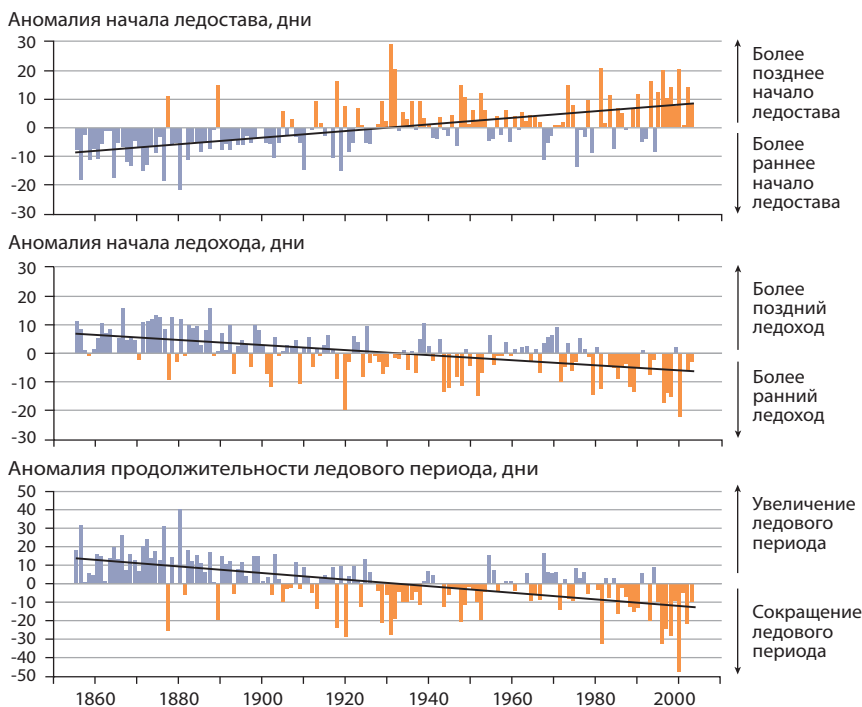 Аномалия начала ледостава, дни
30
20
10
0
-10
-20
-30
Более
позднее
начало
ледостава
Более
раннее
начало
ледостава
Аномалия начала ледохода, дни
30
20
10
0
-10
-20
-30
Более
поздний
ледоход
Более
ранний
ледоход
Аномалия продолжительности ледового периода, дни
50
40
30
20
10
0
-10
-20
-30
-40
-50
Увеличение
ледового
периода
Сокращение
ледового
периода
1860 1880 1900 1920 1940 1960 1980 2000